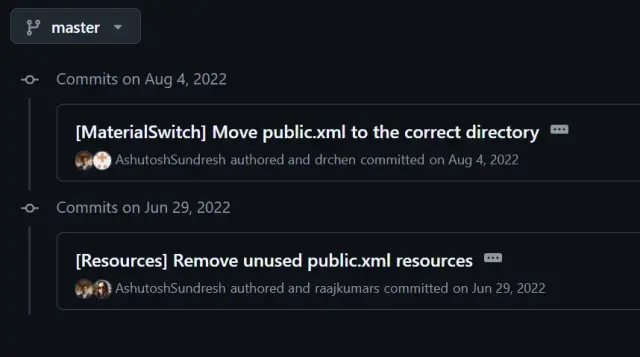 master
Commits on Aug 4, 2022
[MaterialSwitch] Move public.xml to the correct directory
AshutoshSundresh authored and drchen committed on Aug 4, 2022
Commits on Jun 29, 2022
[Resources] Remove unused public.xml resources
AshutoshSundresh authored and raajkumars committed on Jun 29, 2022